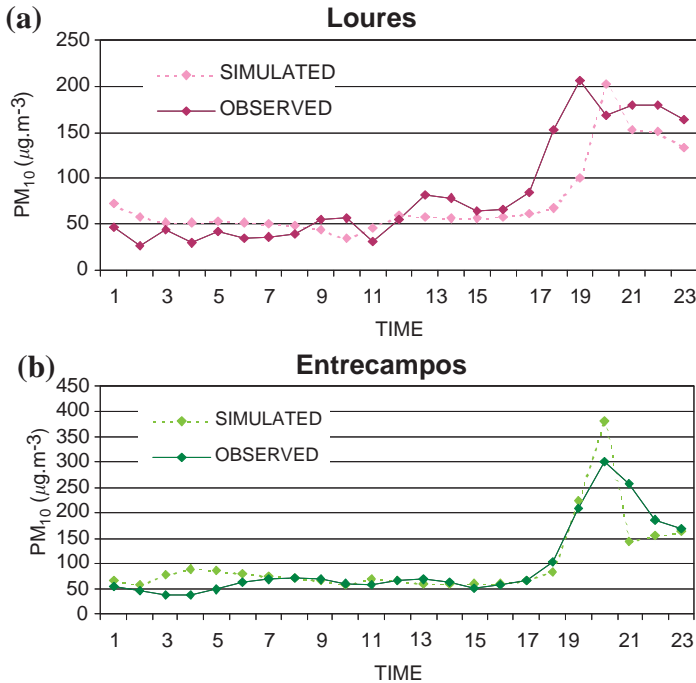 (a)
Loures
250
200
150
100
50
0
PM10 (µg.m-3)
SIMULATED
OBSERVED
1 3 5 7 9 11 13 15 17 19 21 23
TIME
(b)
Entrecampos
450
400
350
300
250
200
150
100
50
0
PM10 (µg.m-3)
SIMULATED
OBSERVED
1 3 5 7 9 11 13 15 17 19 21 23
TIME